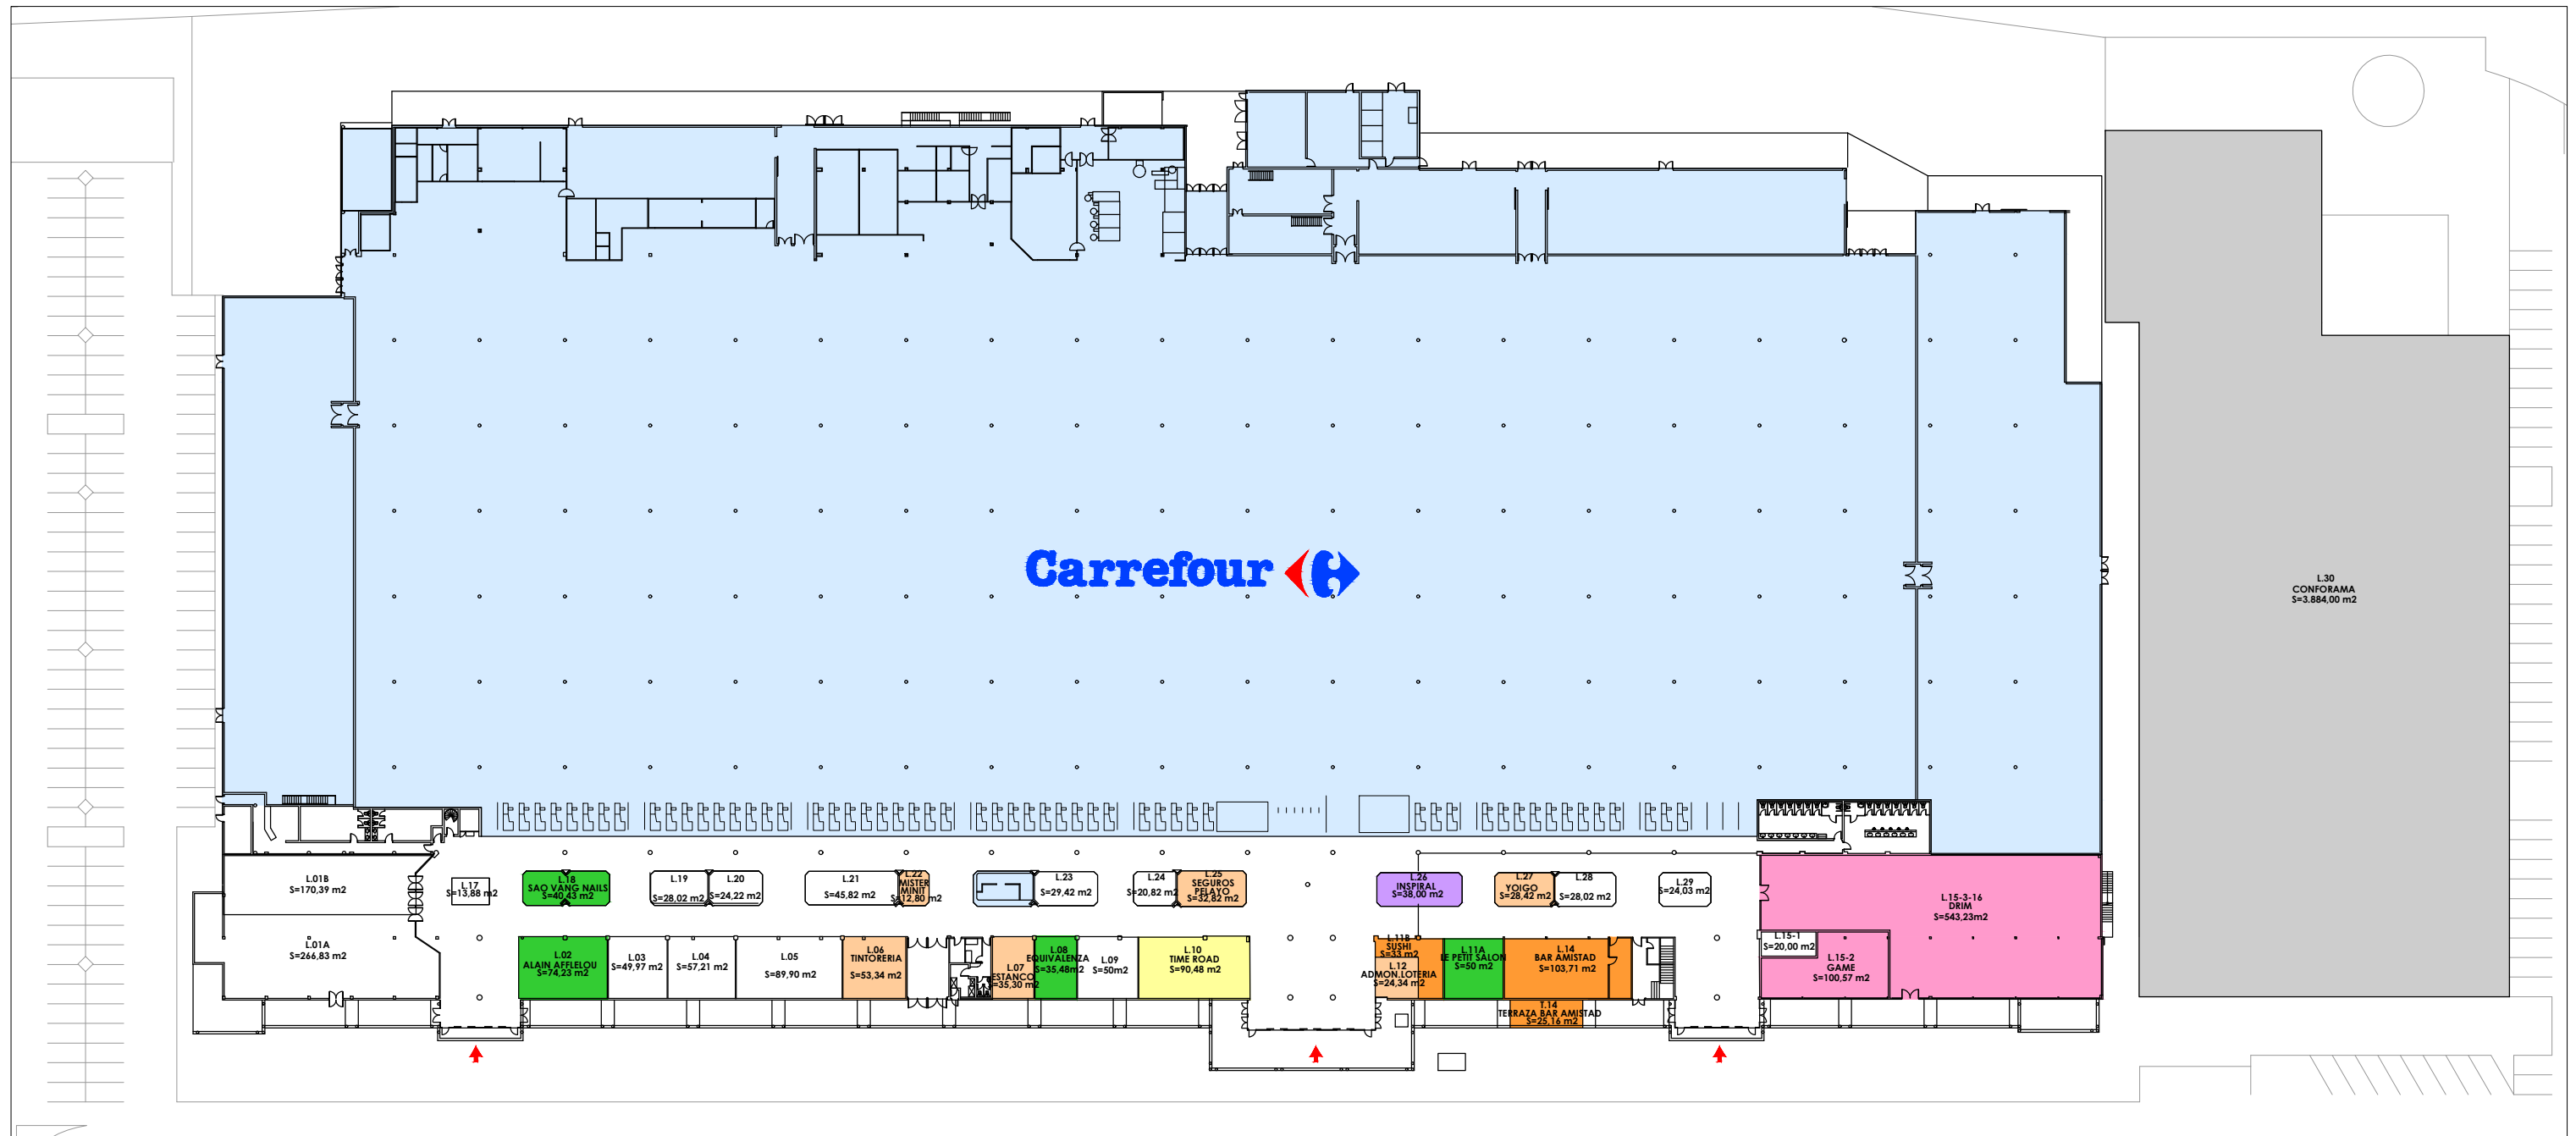 Carrefour
L.30
CONFORAMA
S=3.884,00 m2
L.01B
S=170,39 m2
L.17
S=13,88 m2
L.18
SAO VANG NAILS
S=40,43 m2
L.19
S=28,02 m2
L.20
S=24,22 m2
L.21
S=45,82 m2
L.22
MISTER
MINIT
S=12,80 m2
L.23
S=29,42 m2
L.24
S=20,82 m2
L.25
SEGUROS
PELAYO
S=32,82 m2
L.26
INSPIRAL
S=38,00 m2
L.27
YOIGO
S=28,42 m2
L.28
S=28,02 m2
L.29
S=24,03 m2
L.15-3-16
DRIM
S=543,23m2
L.01A
S=266,83 m2
L.02
ALAIN AFFLELOU
S=74,23 m2
L.03
S=49,97 m2
L.04
S=57,21 m2
L.05
S=89,90 m2
L.06
TINTORERIA
S=53,34 m2
L.07
ESTANCO
S=35,30 m2
L.08
EQUIVALENZA
S=35,48m2
L.09
S=50m2
L.10
TIME ROAD
S=90,48 m2
L.11B
SUSHI
S=33 m2
L.12
ADMON.LOTERIA
S=24,34 m2
L.11A
LE PETIT SALON
S=50 m2
L.14
BAR AMISTAD
S=103,71 m2
L.15-1
S=20,00 m2
L.15-2
GAME
S=100,57 m2
T.14
TERRAZA BAR AMISTAD
S=25,16 m2